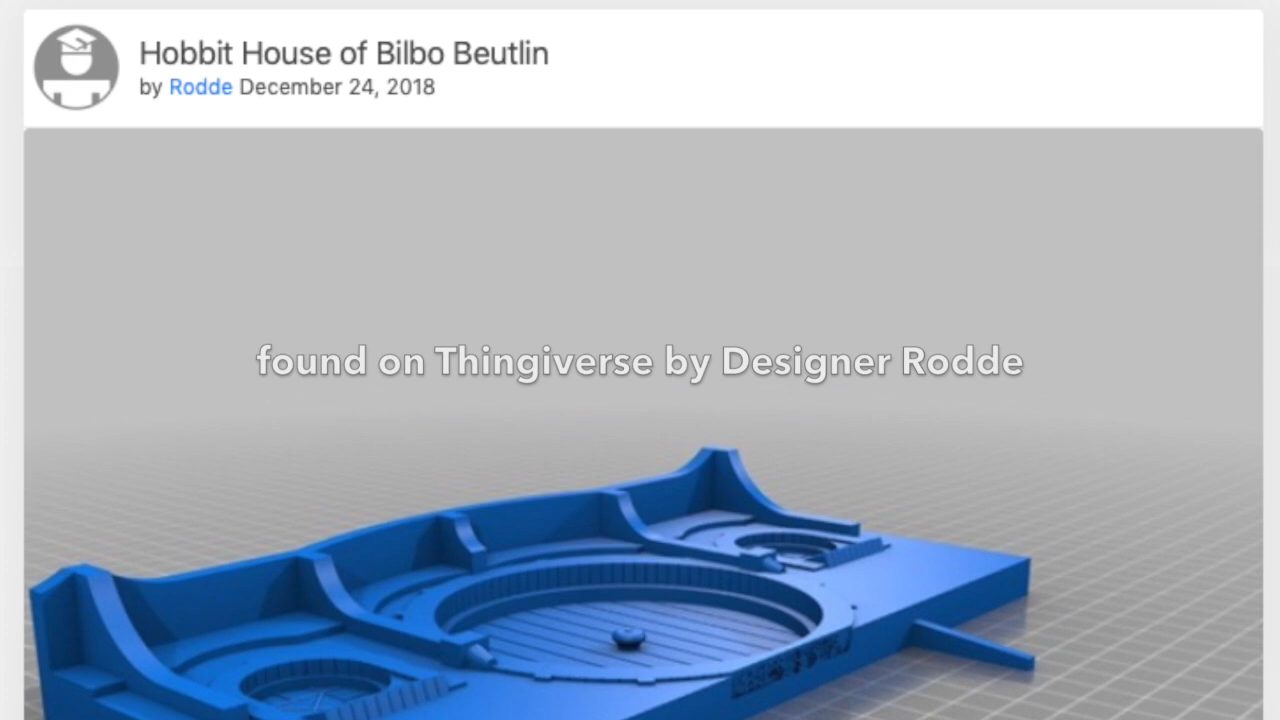 Hobbit House of Bilbo Beutlin
by Rodde December 24, 2018
found on Thingiverse by Designer Rodde